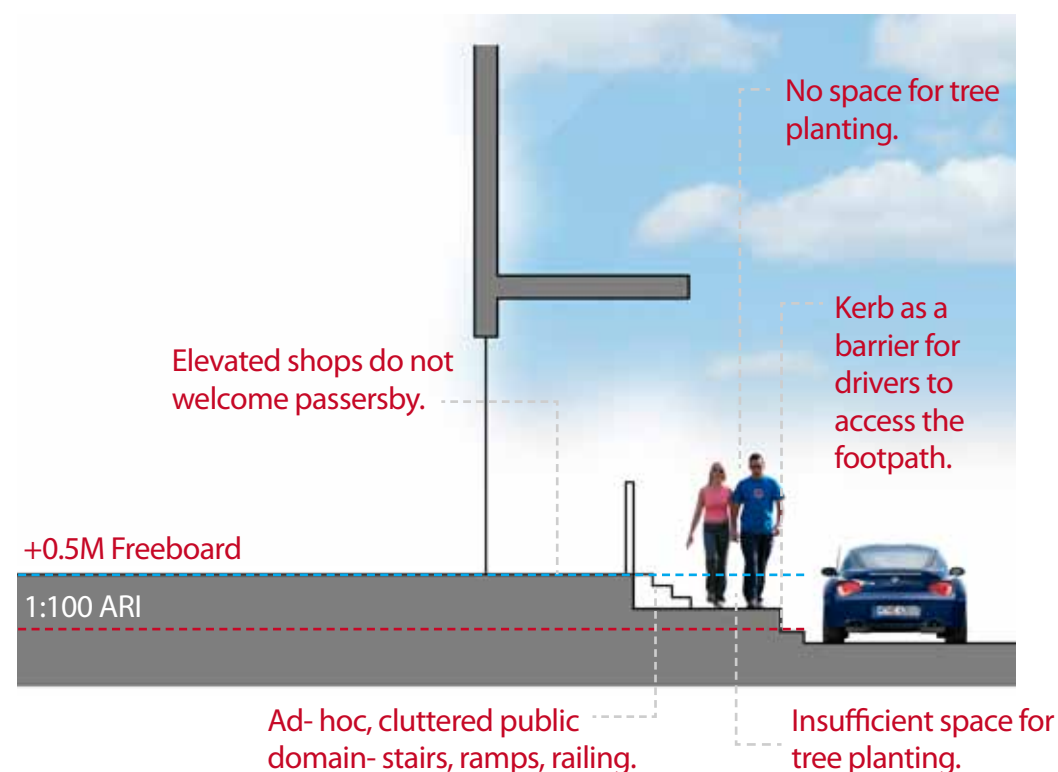 No space for tree
planting.
Kerb as a
barrier for
drivers to
access the
footpath.
Elevated shops do not
welcome passersby.
+0.5M Freeboard
1:100 ARI
Ad- hoc, cluttered public
domain- stairs, ramps, railing.
Insufficient space for
tree planting.